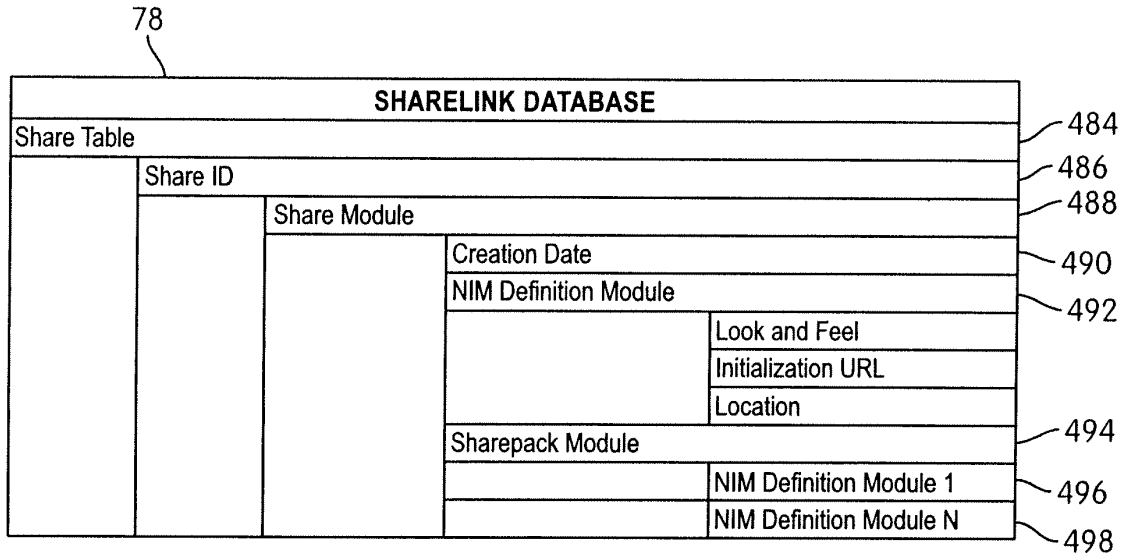 78
SHARELINK DATABASE
Share Table
484
Share ID
486
Share Module
488
Creation Date
490
NIM Definition Module
492
Look and Feel
Initialization URL
Location
Sharepack Module
494
NIM Definition Module 1
496
NIM Definition Module N
498